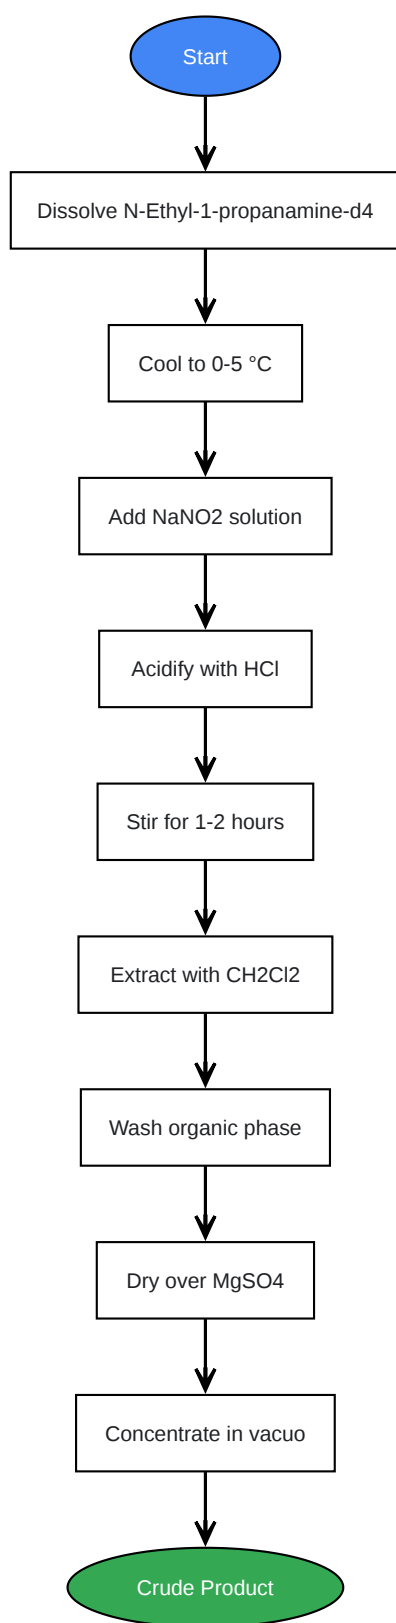 Start
Dissolve N-Ethyl-1-propanamine-d4
Cool to 0-5 °C
Add NaNO2 solution
Acidify with HCl
Stir for 1-2 hours
Extract with CH2Cl2
Wash organic phase
Dry over MgSO4
Concentrate in vacuo
Crude Product